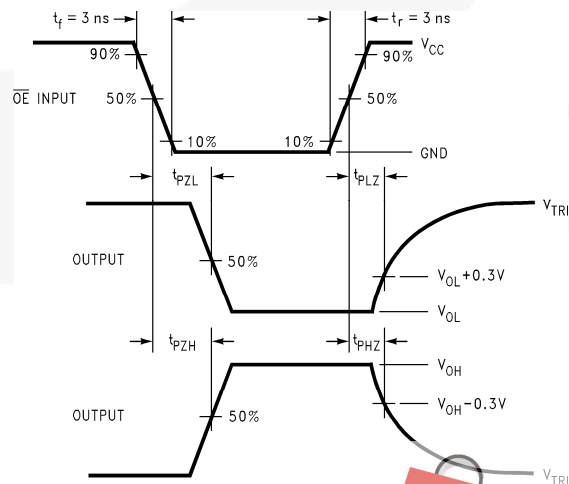 t_f = 3 ns
t_r = 3 ns
V_CC
90%
90%
O̅E̅ INPUT
50%
50%
10%
10%
GND
t_PZL
t_PLZ
V_TRI
OUTPUT
50%
V_OL+0.3V
V_OL
t_PZH
t_PHZ
V_OH
V_OH−0.3V
OUTPUT
50%
V_TRI